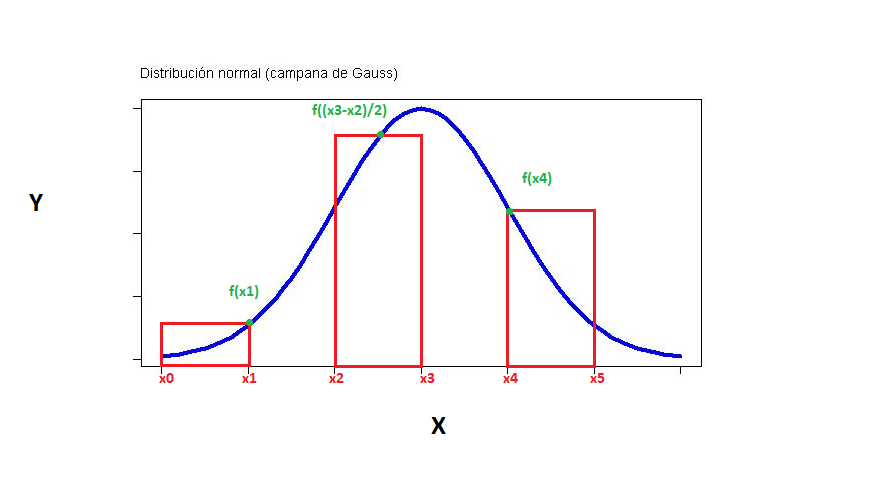 Distribución normal (campana de Gauss)
f((x3-x2)/2)
f(x4)
Y
f(x1)
x0
x1
x2
x3
x4
x5
X